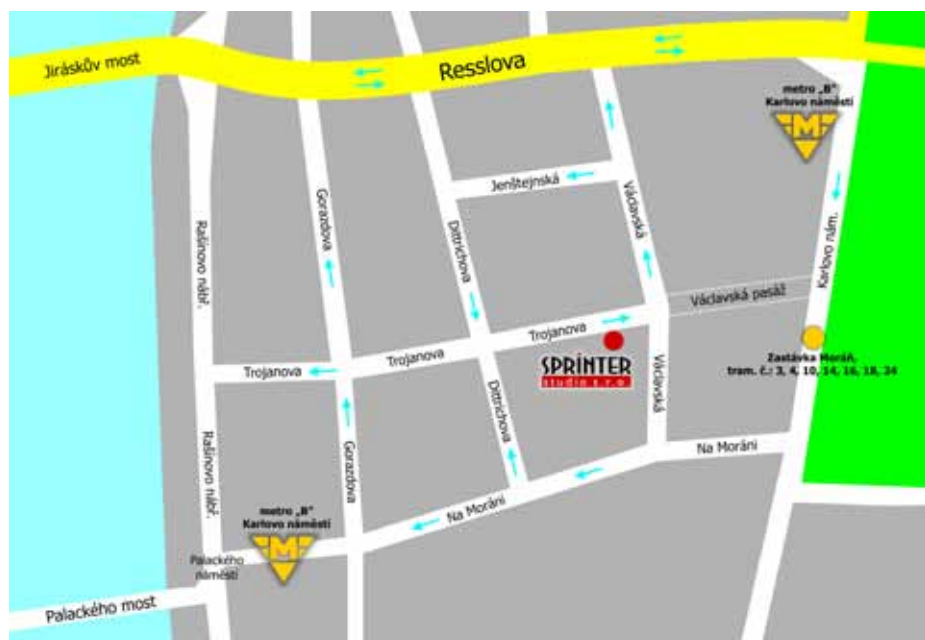 Jiráskův most
Resslova
metro „B"
Karlovo náměstí
M
Jenštejnská
Gorazdova
Dittrichova
Václavská
Karlovo nám.
Rašínovo nábř.
Václavská pasáž
Trojanova
Trojanova
Trojanova
SPRINTER
studio s.r.o
Zastávka Moráň,
tram. č.: 3, 4, 10, 14, 16, 18, 24
Václavská
Dittrichova
Gorazdova
Rašínovo nábř.
Na Moráni
Na Moráni
metro „B"
Karlovo náměstí
M
Palackého
náměstí
Palackého most